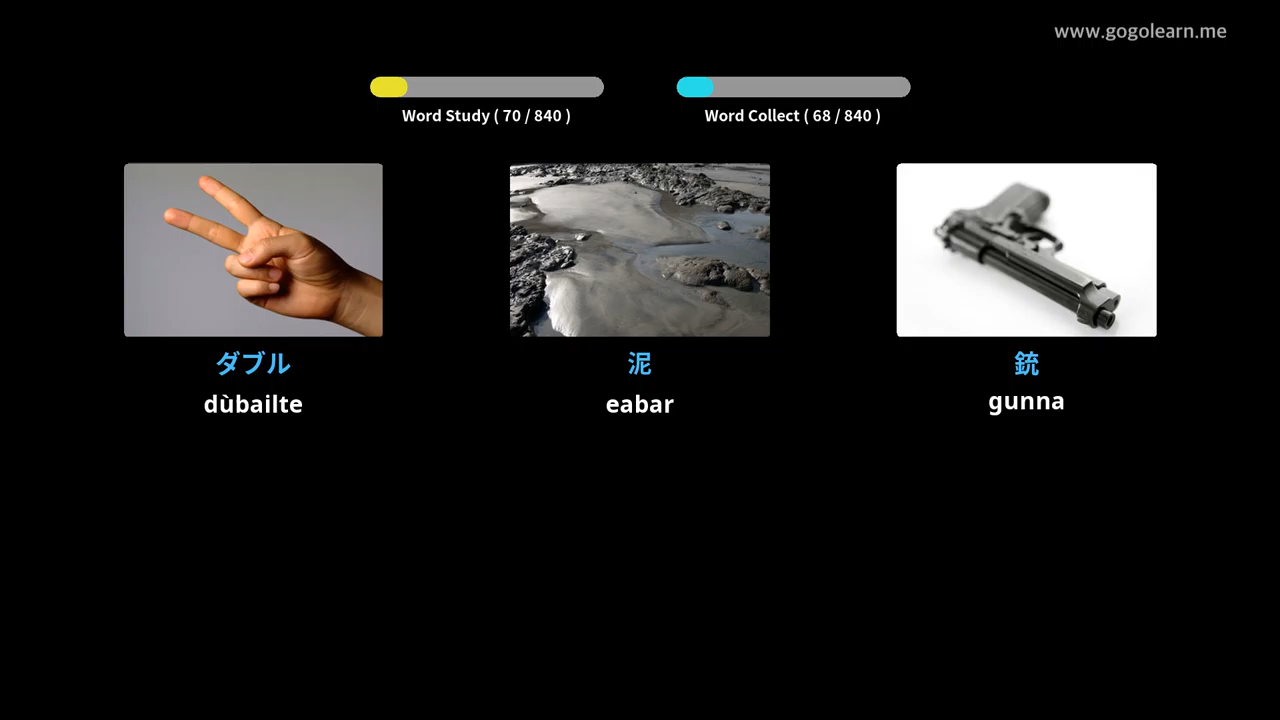 www.gogolearn.me
Word Study ( 70 / 840 )
Word Collect ( 68 / 840 )
ダブル
dùbailte
泥
eabar
銃
gunna